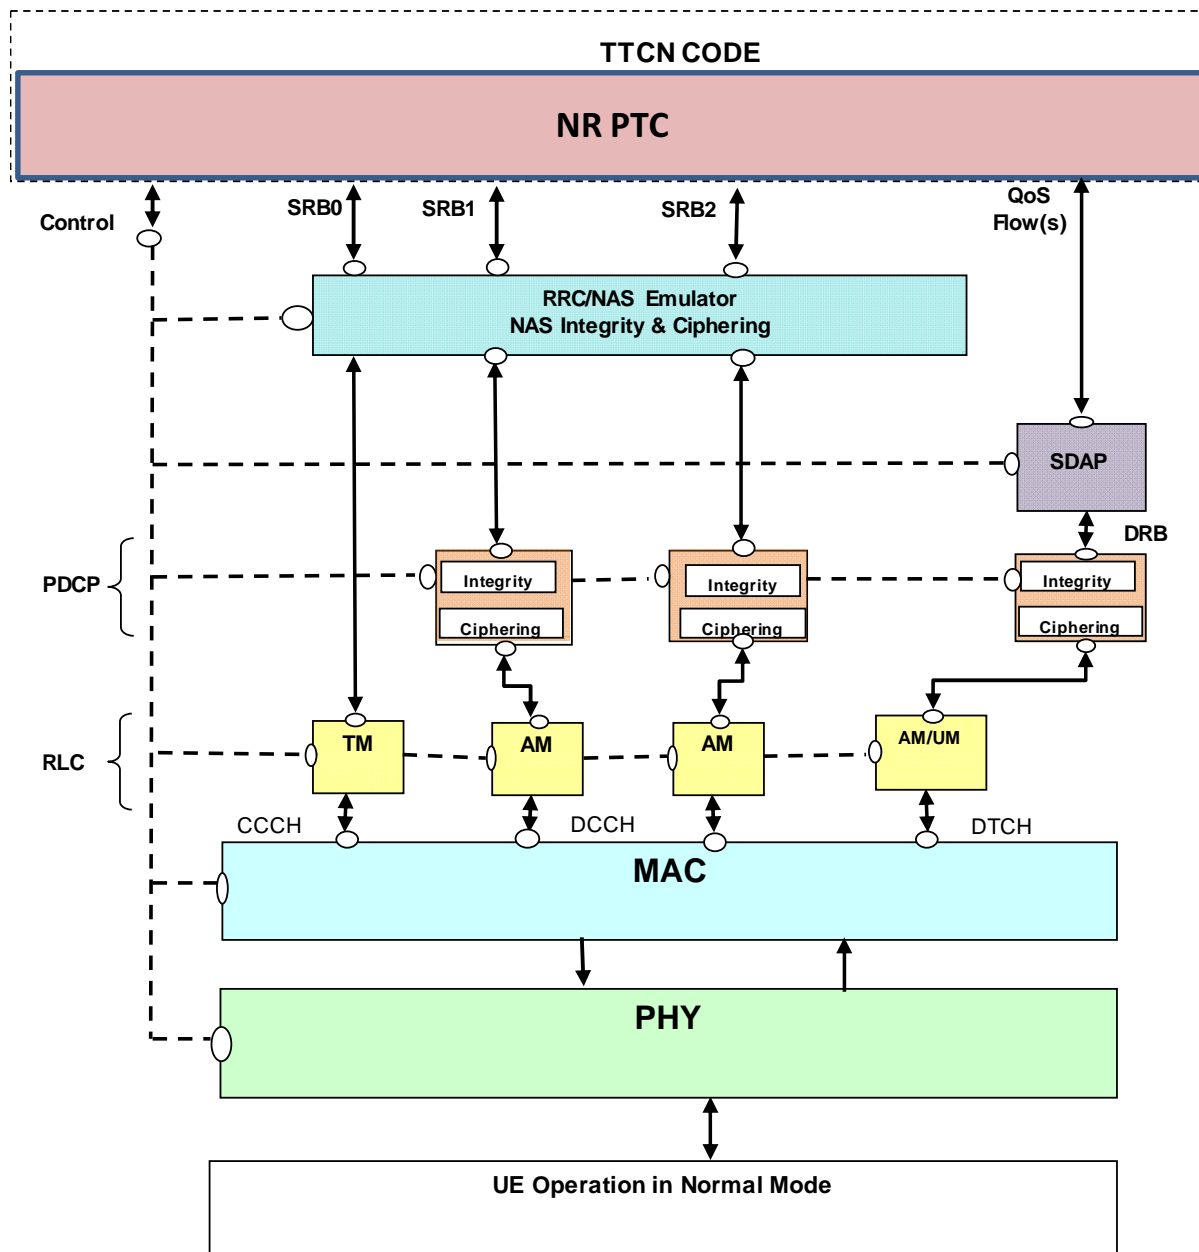 TTCN CODE
NR PTC
Control
SRB0
SRB1
SRB2
QoS
Flow(s)
RRC/NAS Emulator
NAS Integrity & Ciphering
SDAP
DRB
PDCP
Integrity
Integrity
Integrity
Ciphering
Ciphering
Ciphering
RLC
TM
AM
AM
AM/UM
CCCH
DCCH
DTCH
MAC
PHY
UE Operation in Normal Mode